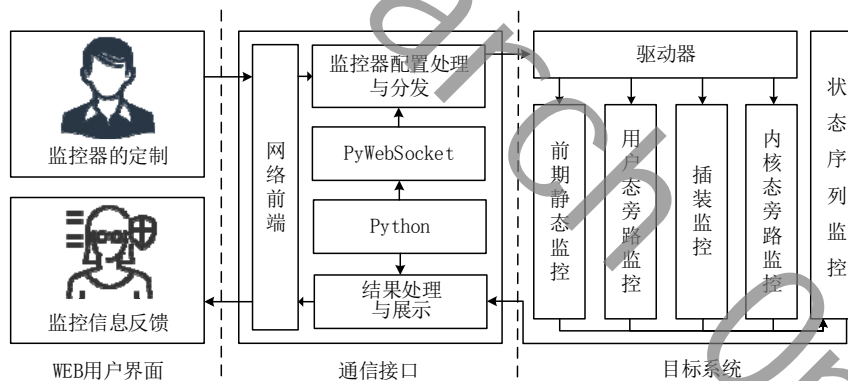 监控器的定制
监控信息反馈
WEB用户界面
网络前端
监控器配置处理
与分发
PyWebSocket
Python
结果处理
与展示
通信接口
驱动器
前期静态监控
用户态旁路监控
插装监控
内核态旁路监控
状态序列监控
目标系统